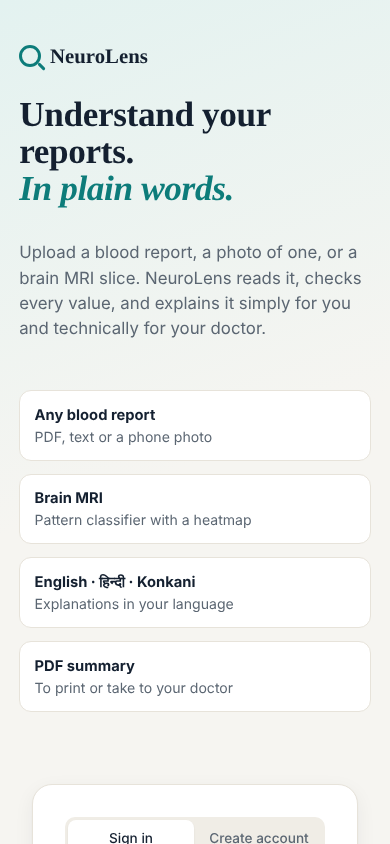 NeuroLens
Understand your
reports.
In plain words.
Upload a blood report, a photo of one, or a
brain MRI slice. NeuroLens reads it, checks
every value, and explains it simply for you
and technically for your doctor.
Any blood report
PDF, text or a phone photo
Brain MRI
Pattern classifier with a heatmap
English · हिन्दी · Konkani
Explanations in your language
PDF summary
To print or take to your doctor
Sign in
Create account